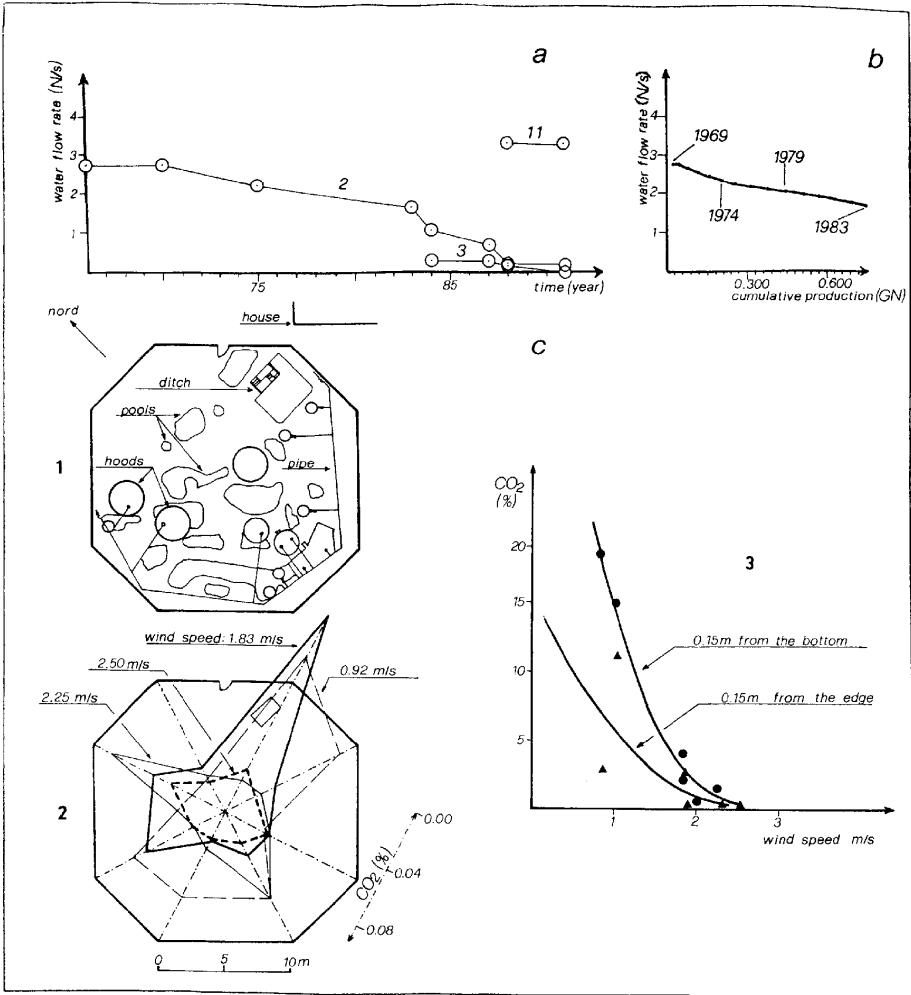 a
water flow rate (N/s)
4
3
2
1
11
2
3
75
85
time (year)
b
water flow rate (N/s)
4
3
2
1
1969
1979
1974
1983
0.300
0.600
cumulative production (GN)
c
nord
house
ditch
pools
hoods
pipe
1
wind speed: 1.83 m/s
2.50 m/s
0.92 m/s
2.25 m/s
2
0.00
0.04
0.08
CO2 (%)
0
5
10m
CO2
(%)
20
15
10
5
3
0.15m from the bottom
0.15m from the edge
1
2
3
wind speed m/s